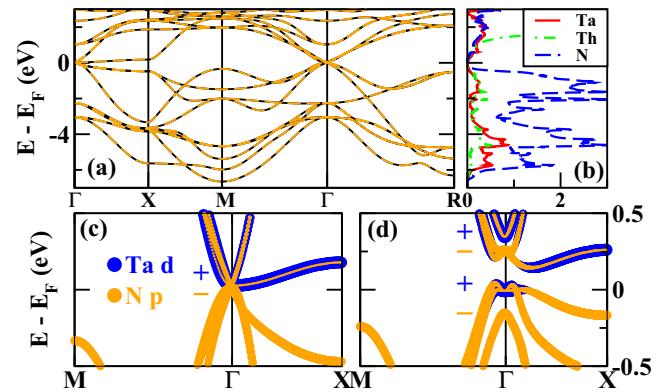 E - E_F (eV)
0
-4
(a)
Γ X M Γ R
Ta
Th
N
(b)
0 2
E - E_F (eV)
(c)
Ta d
N p
+
−
M Γ X
(d)
+
−
+
−
0.5
0
-0.5
M Γ X